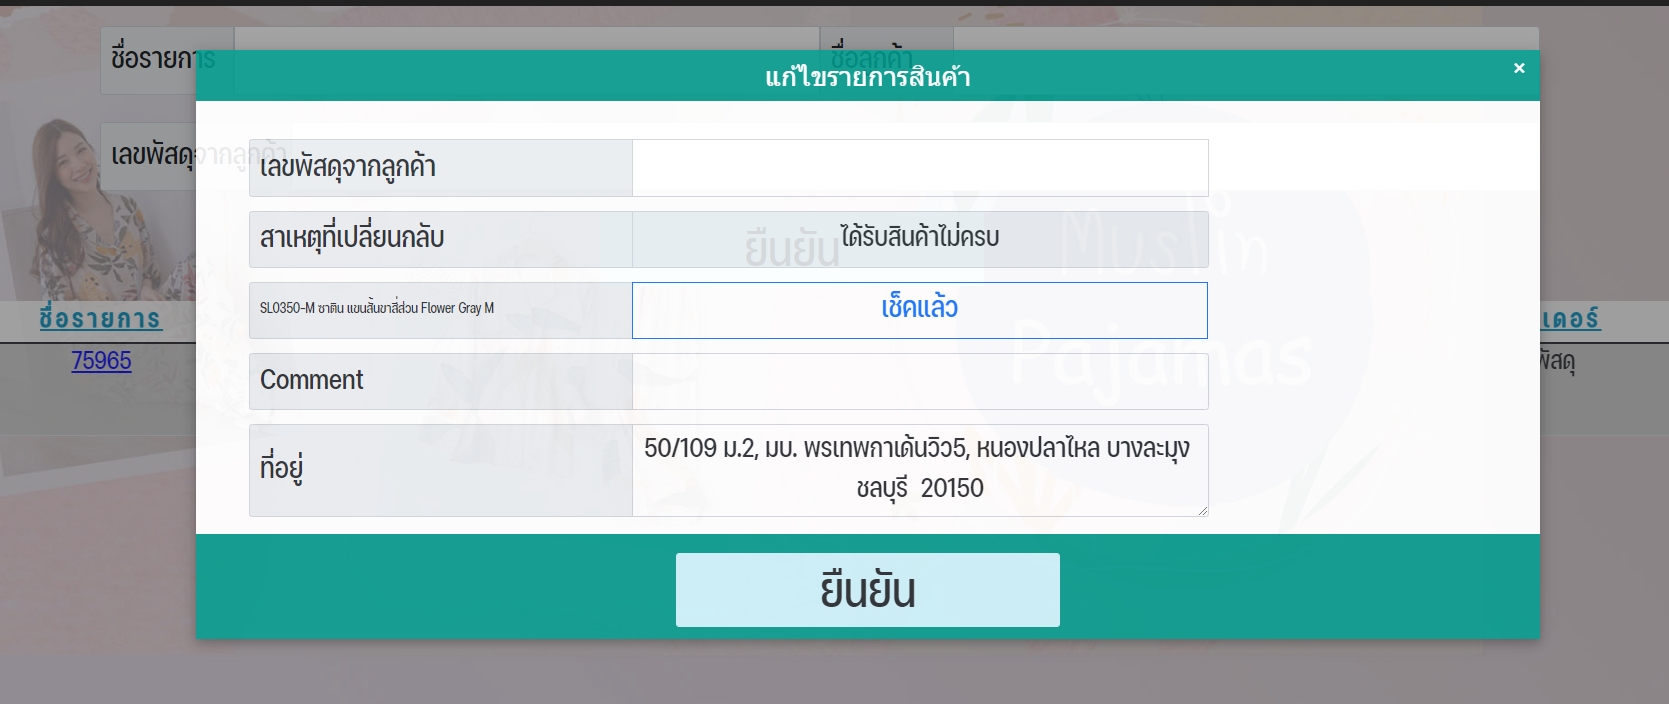 ชื่อรายการ
ชื่อลูกค้า
แก้ไขรายการสินค้า
×
เลขพัสดุจากลูกค้า
เลขพัสดุจากลูกค้า
สาเหตุที่เปลี่ยนกลับ
ยืนยัน
ได้รับสินค้าไม่ครบ
Muslin
Pajamas
SL0350-M ซาติน แขนสั้นขาสี่ส่วน Flower Gray M
เช็คแล้ว
ชื่อรายการ
เดอร์
75965
พัสดุ
Comment
ที่อยู่
50/109 ม.2, มบ. พรเทพกาเด้นวิว5, หนองปลาไหล บางละมุง
ชลบุรี 20150
ยืนยัน